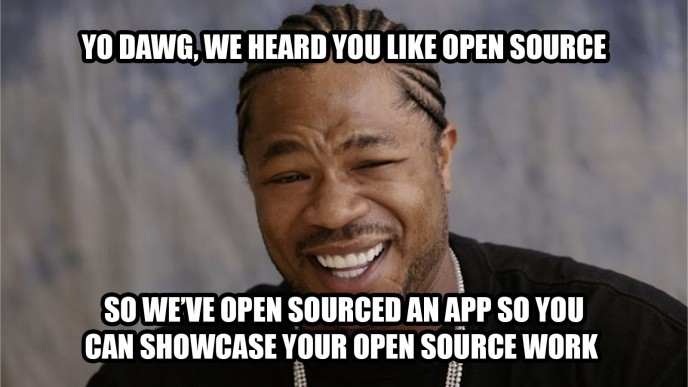 YO DAWG, WE HEARD YOU LIKE OPEN SOURCE
SO WE'VE OPEN SOURCED AN APP SO YOU
CAN SHOWCASE YOUR OPEN SOURCE WORK